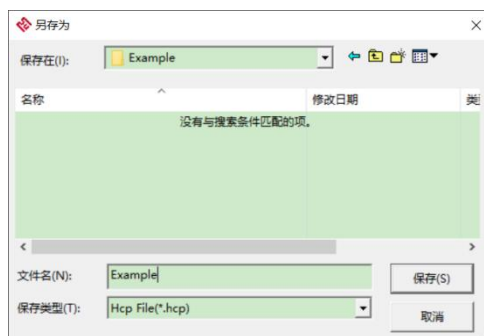 另存为
保存在(I):
Example
名称
修改日期
没有与搜索条件匹配的项。
文件名(N):
Example
保存(S)
保存类型(T):
Hcp File(*.hcp)
取消